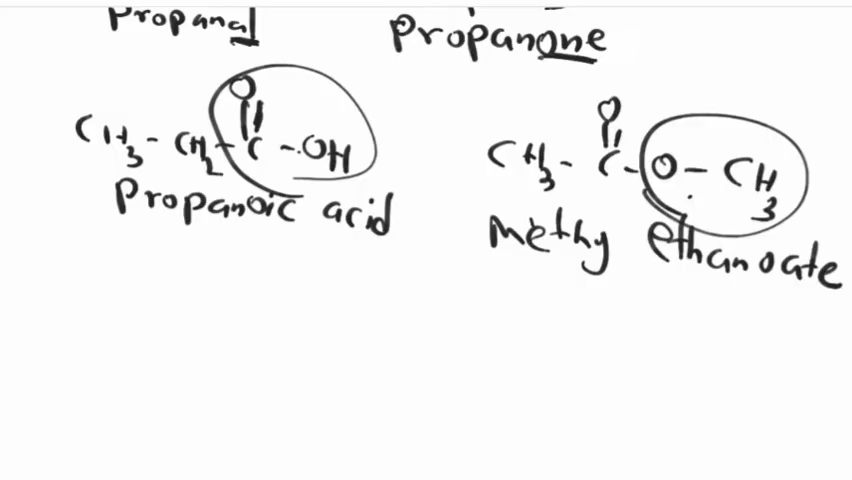 Propanal
Propanone
O
CH3 - CH2 - C - OH
Propanoic acid
O
CH3 - C - O - CH3
Methy ethanoate